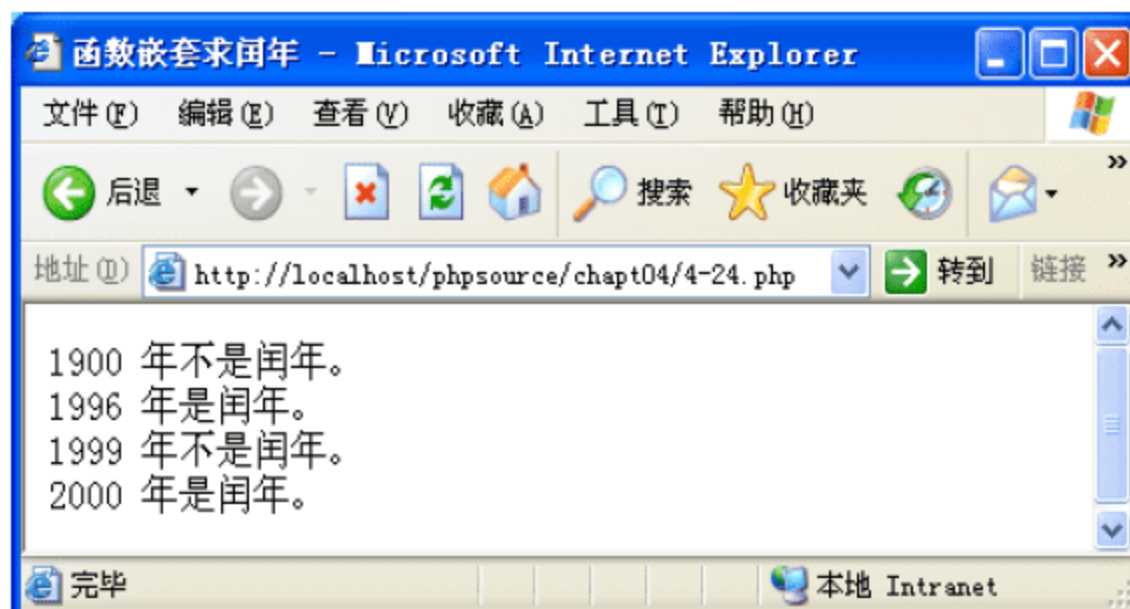 函数嵌套求闰年 - Microsoft Internet Explorer
文件(F) 编辑(E) 查看(V) 收藏(A) 工具(T) 帮助(H)
后退 搜索 收藏夹 »
地址(D) http://localhost/phpsource/chapt04/4-24.php 转到 链接 »
1900 年不是闰年。
1996 年是闰年。
1999 年不是闰年。
2000 年是闰年。
完毕 本地 Intranet